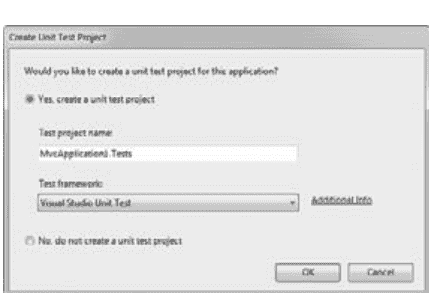 Create Unit Test Project
Would you like to create a unit test project for this application?
Yes, create a unit test project
Test project name:
MvcApplication1.Tests
Test framework:
Visual Studio Unit Test
Additional Info
No, do not create a unit test project
OK
Cancel